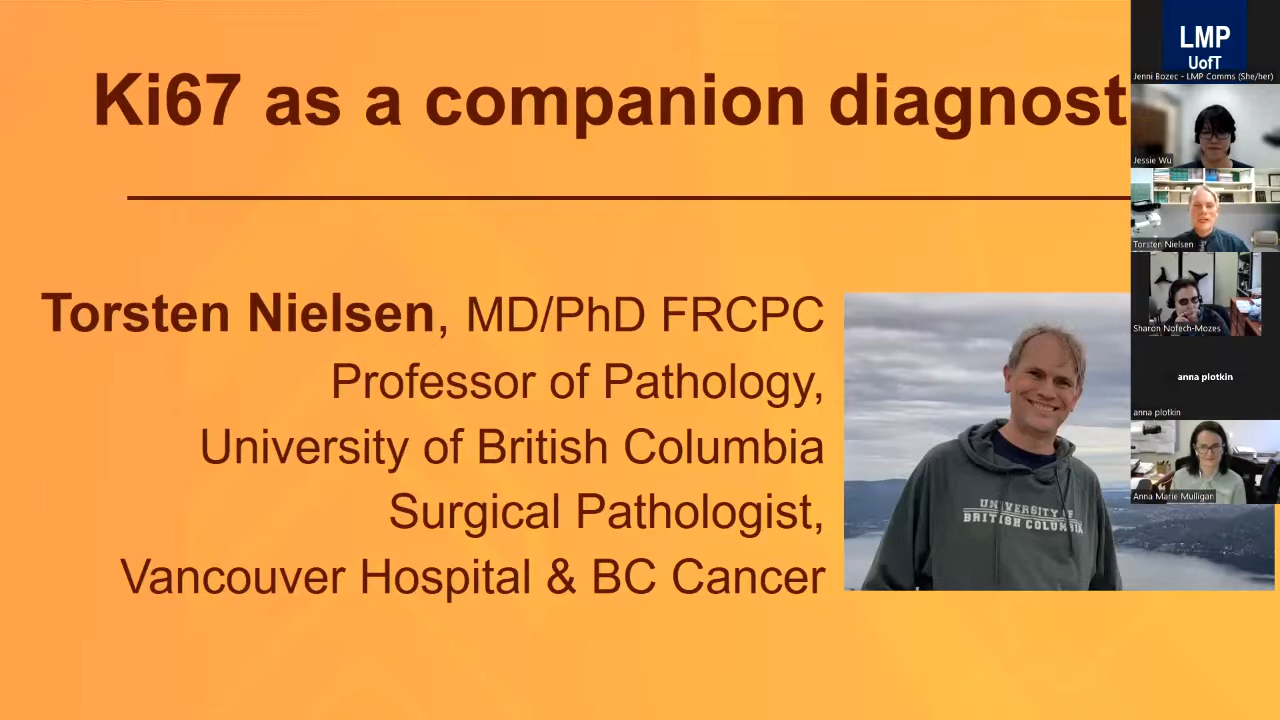 Ki67 as a companion diagnost
Torsten Nielsen, MD/PhD FRCPC
Professor of Pathology,
University of British Columbia
Surgical Pathologist,
Vancouver Hospital & BC Cancer
UNIVERSITY OF
BRITISH COLUMBIA
LMP
UofT
Jenni Bozec - LMP Comms (She/her)
Jessie Wu
Torsten Nielsen
Sharon Nofech-Mozes
anna plotkin
anna plotkin
Anna Marie Mulligan